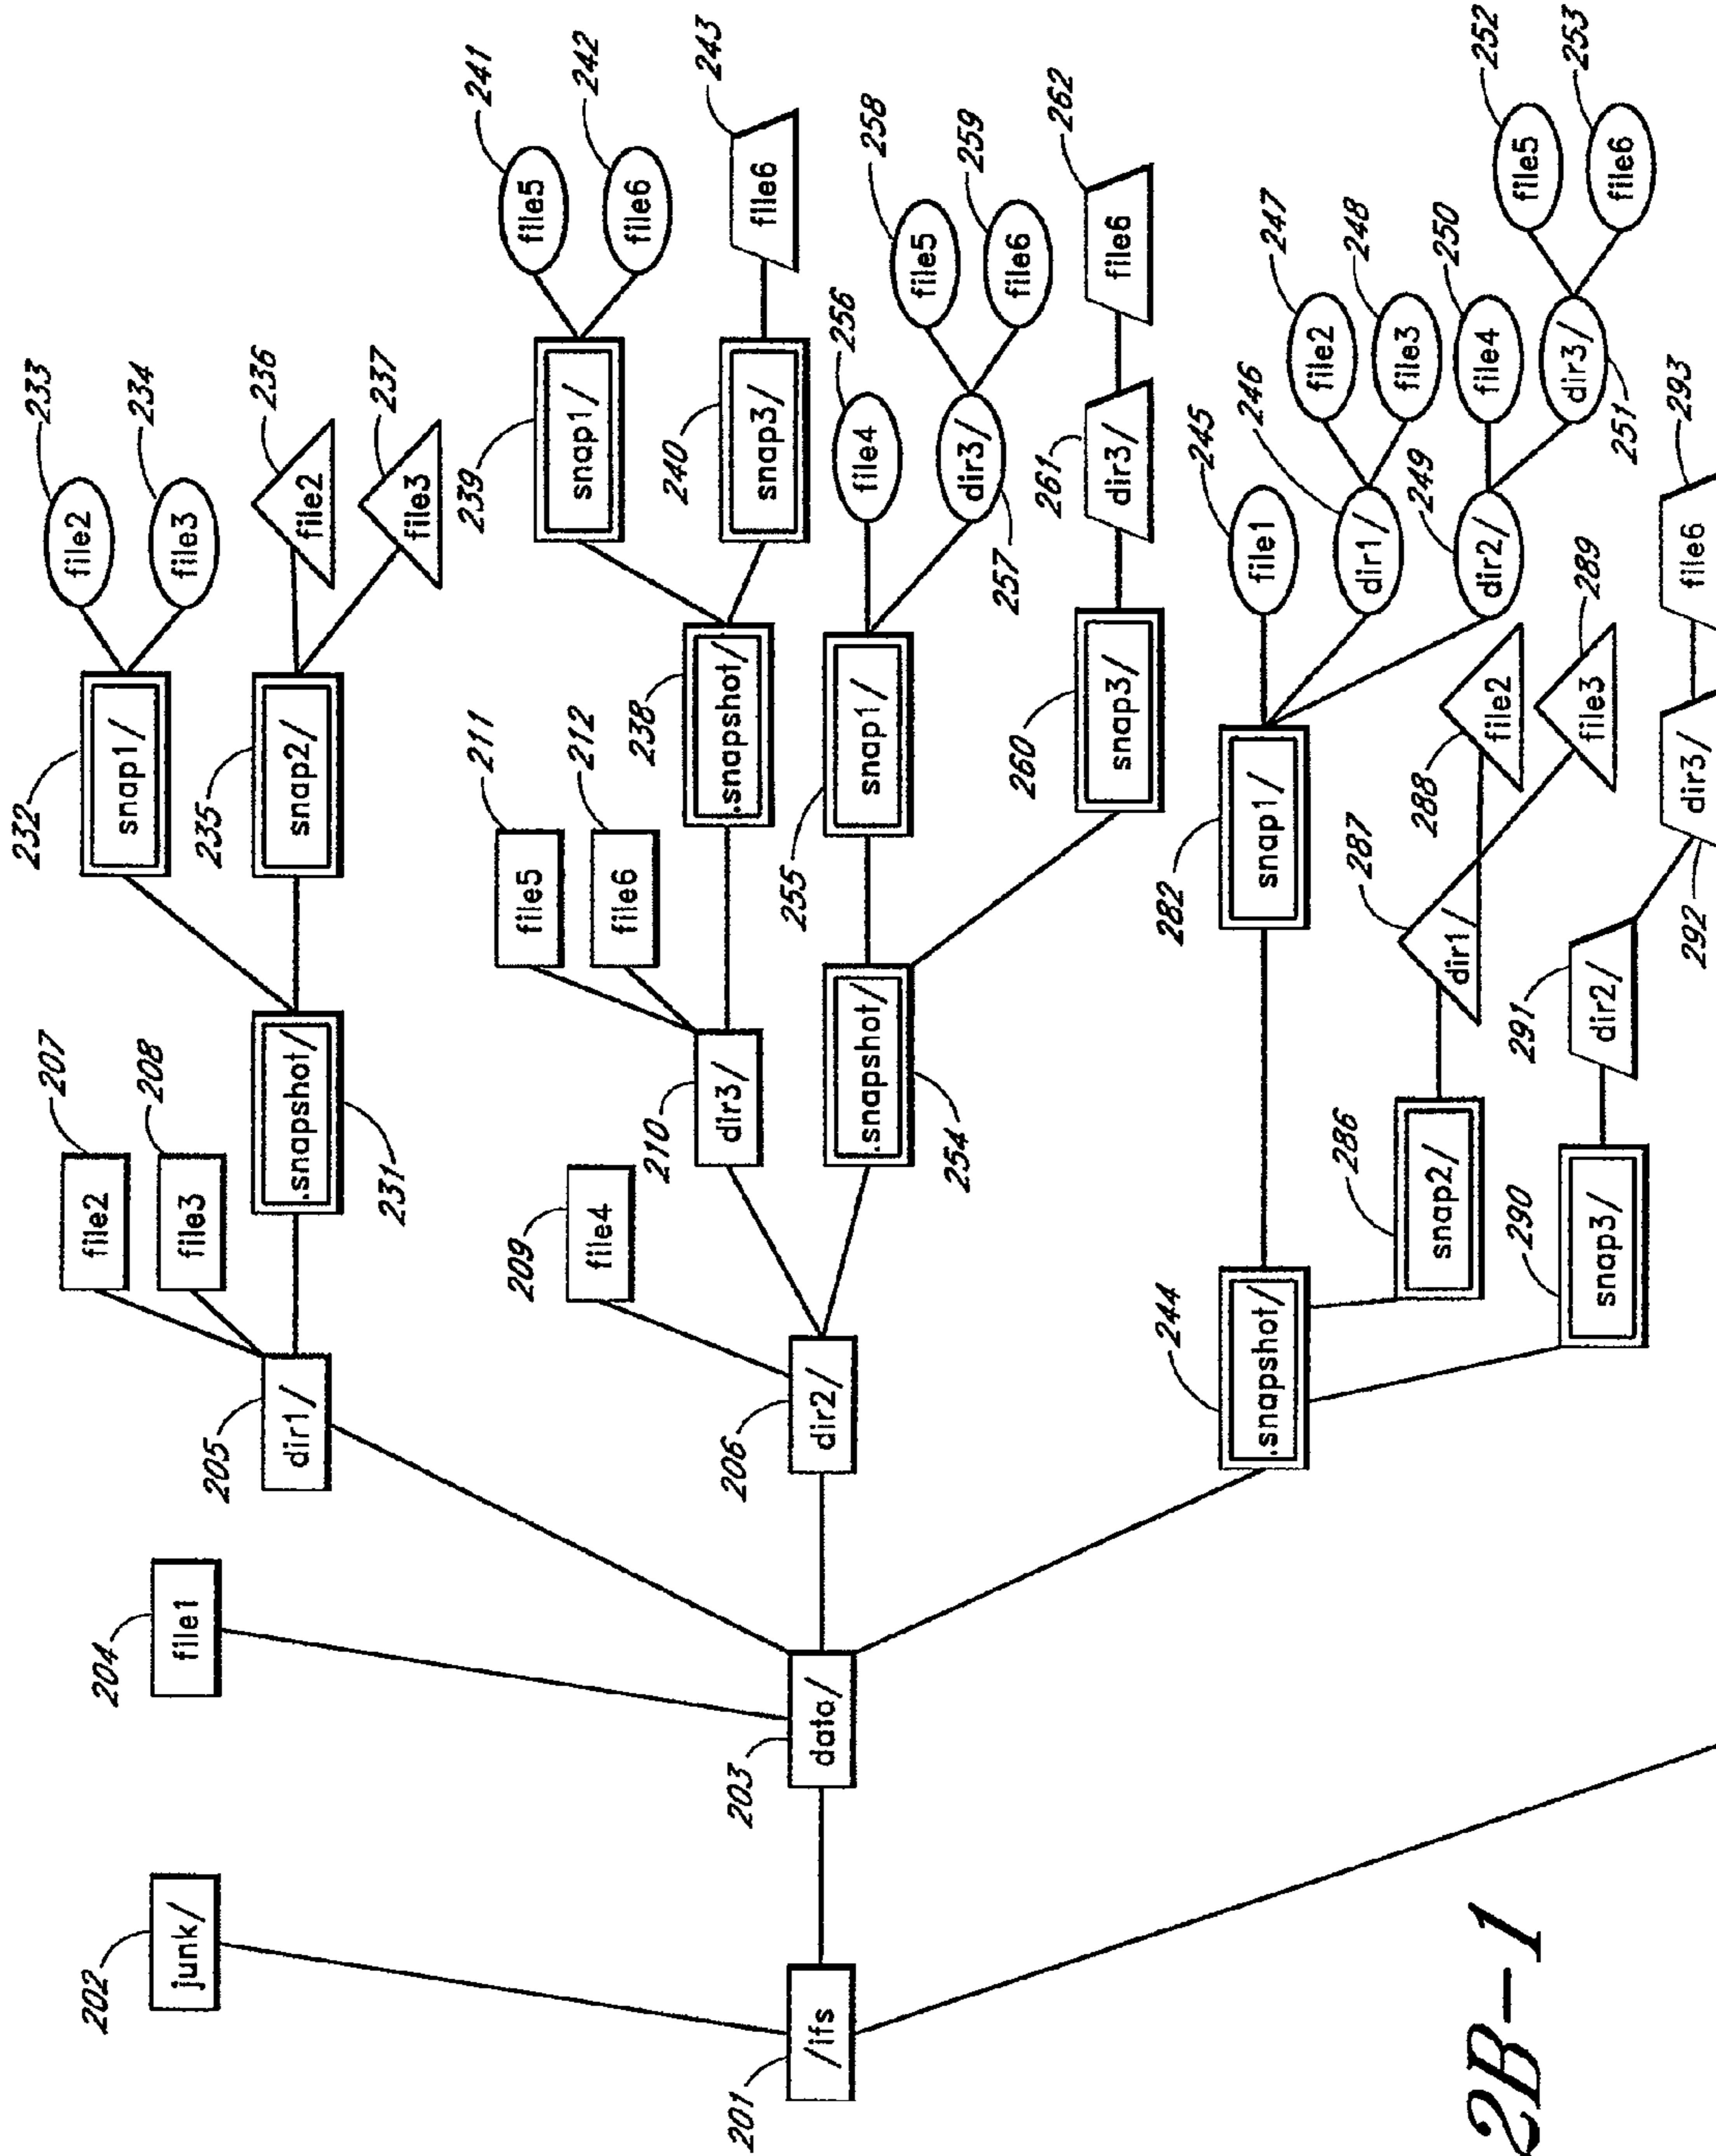 201
/ifs
202
junk/
203
data/
204
file1
205
dir1/
207
file2
208
file3
231
.snapshot/
232
snap1/
233
file2
234
file3
235
snap2/
236
file2
237
file3
206
dir2/
209
file4
210
dir3/
211
file5
212
file6
238
.snapshot/
239
snap1/
241
file5
242
file6
240
snap3/
243
file6
254
.snapshot/
255
snap1/
256
file4
257
dir3/
258
file5
259
file6
260
snap3/
261
dir3/
262
file6
244
.snapshot/
282
snap1/
245
file1
246
dir1/
247
file2
248
file3
249
dir2/
250
file4
251
dir3/
252
file5
253
file6
286
snap2/
287
dir1/
288
file2
289
file3
290
snap3/
291
dir2/
292
dir3/
293
file6
2B-1